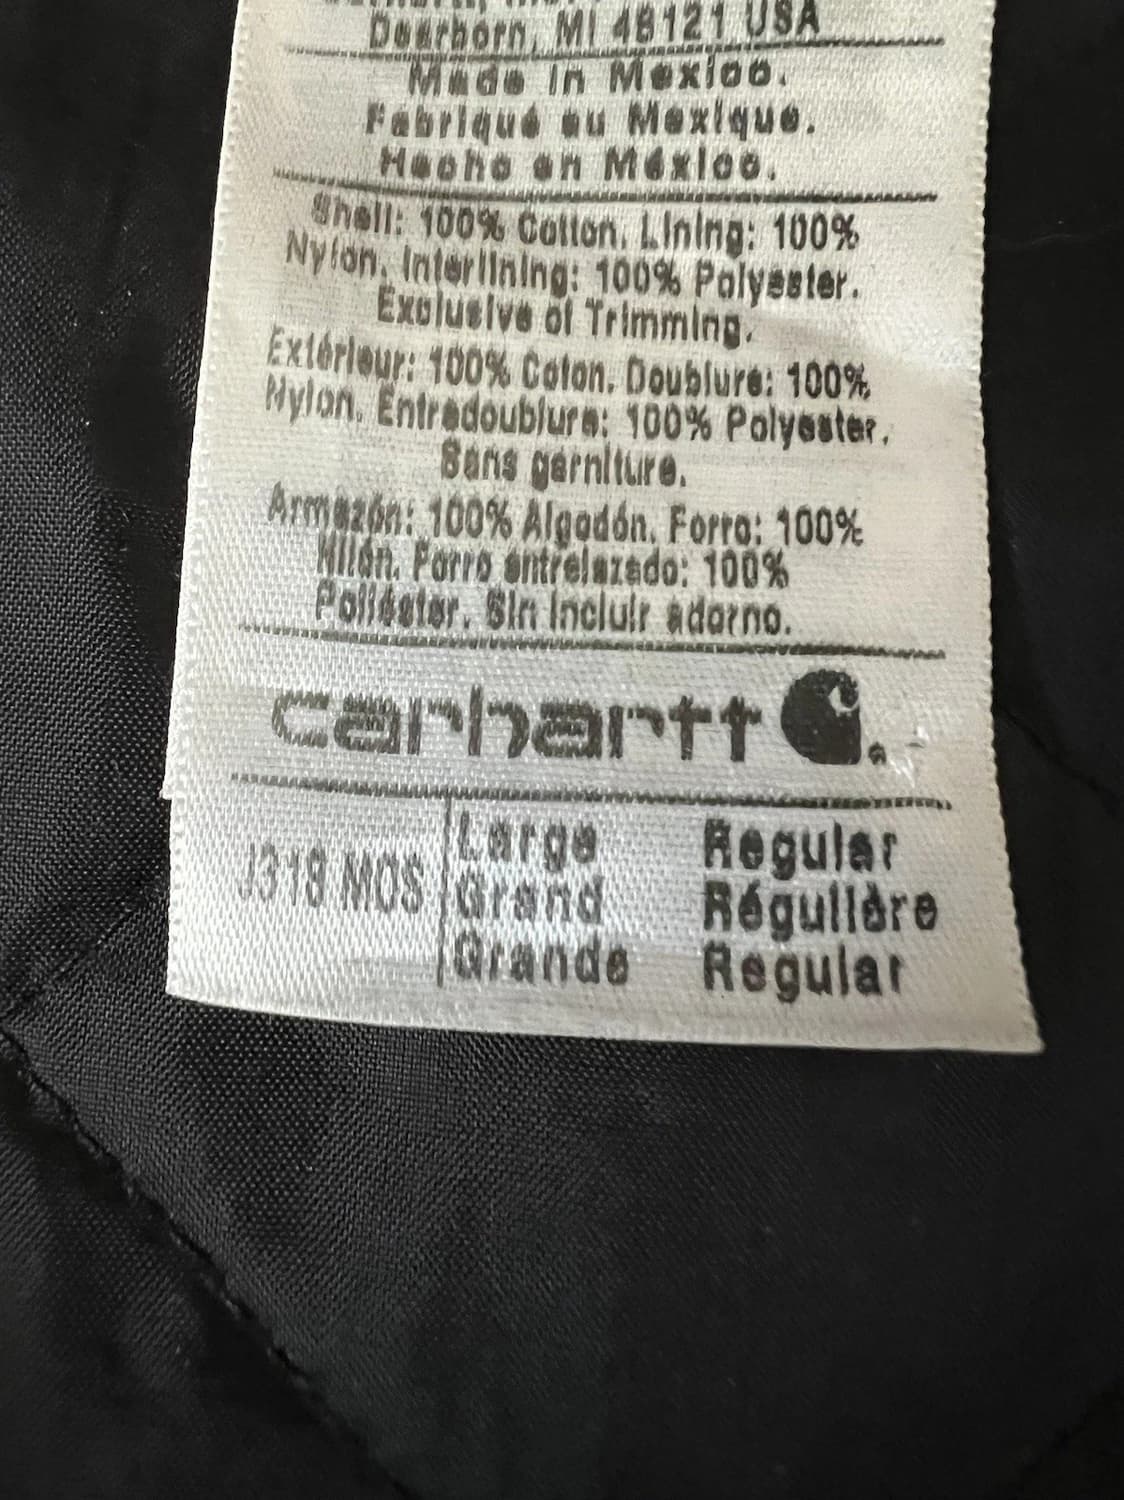 Dearborn, MI 48121 USA
Made in Mexico.
Fabriqué au Mexique.
Hecho en México.
Shell: 100% Cotton. Lining: 100%
Nylon. Interlining: 100% Polyester.
Exclusive of Trimming.
Extérieur: 100% Coton. Doublure: 100%
Nylon. Entredoublure: 100% Polyester.
Sans garniture.
Armazón: 100% Algodón. Forro: 100%
Nilón. Forro entrelazado: 100%
Poliéster. Sin incluir adorno.
carhartt
J318 MOS Large Regular
Grand Régulière
Grande Regular